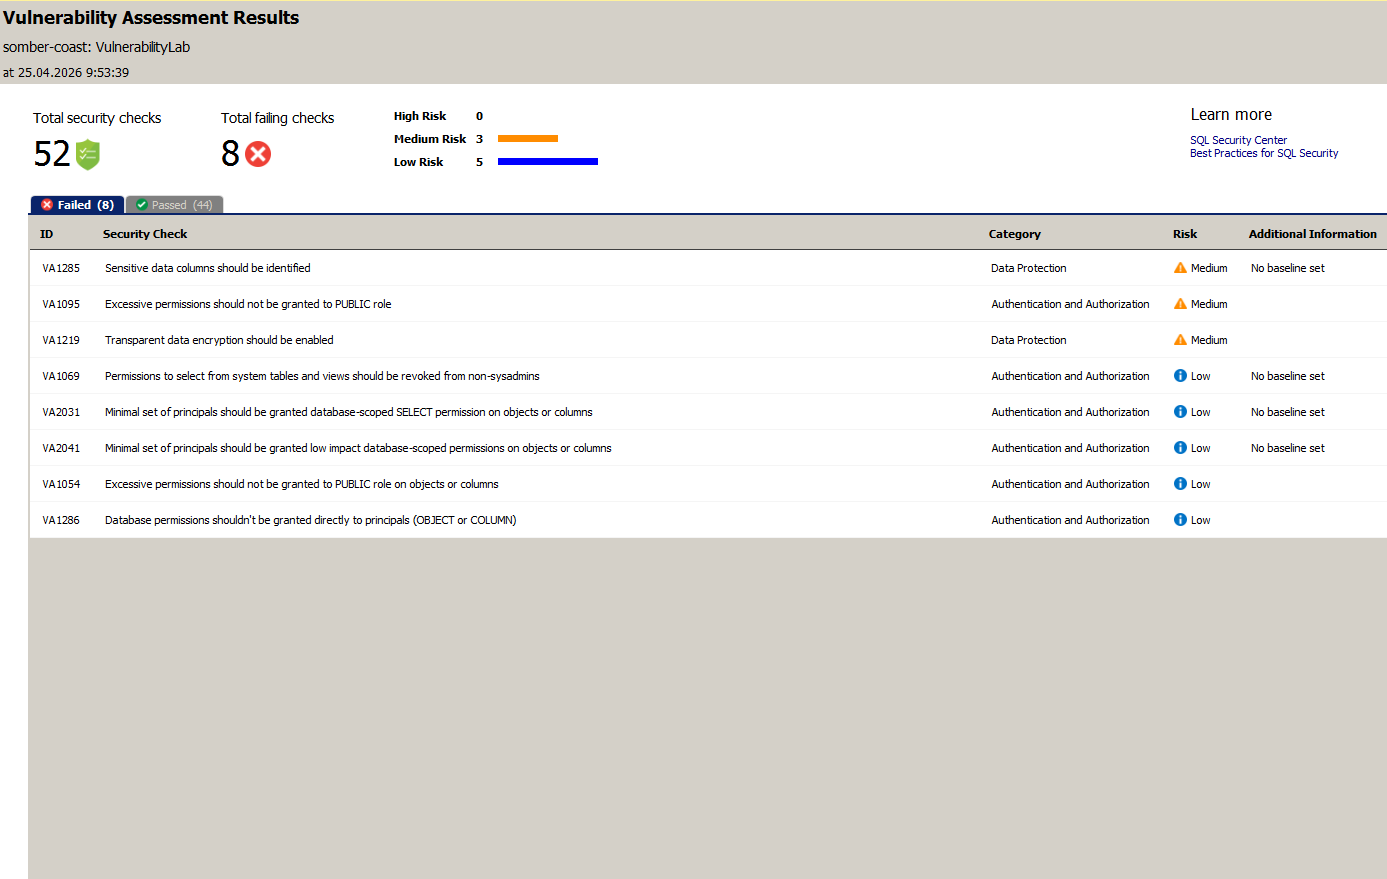 Vulnerability Assessment Results
somber-coast: VulnerabilityLab
at 25.04.2026 9:53:39
Total security checks
52
Total failing checks
8
High Risk 0
Medium Risk 3
Low Risk 5
Learn more
SQL Security Center
Best Practices for SQL Security
Failed (8) Passed (44)
ID Security Check Category Risk Additional Information
VA1285 Sensitive data columns should be identified Data Protection Medium No baseline set
VA1095 Excessive permissions should not be granted to PUBLIC role Authentication and Authorization Medium
VA1219 Transparent data encryption should be enabled Data Protection Medium
VA1069 Permissions to select from system tables and views should be revoked from non-sysadmins Authentication and Authorization Low No baseline set
VA2031 Minimal set of principals should be granted database-scoped SELECT permission on objects or columns Authentication and Authorization Low No baseline set
VA2041 Minimal set of principals should be granted low impact database-scoped permissions on objects or columns Authentication and Authorization Low No baseline set
VA1054 Excessive permissions should not be granted to PUBLIC role on objects or columns Authentication and Authorization Low
VA1286 Database permissions shouldn't be granted directly to principals (OBJECT or COLUMN) Authentication and Authorization Low